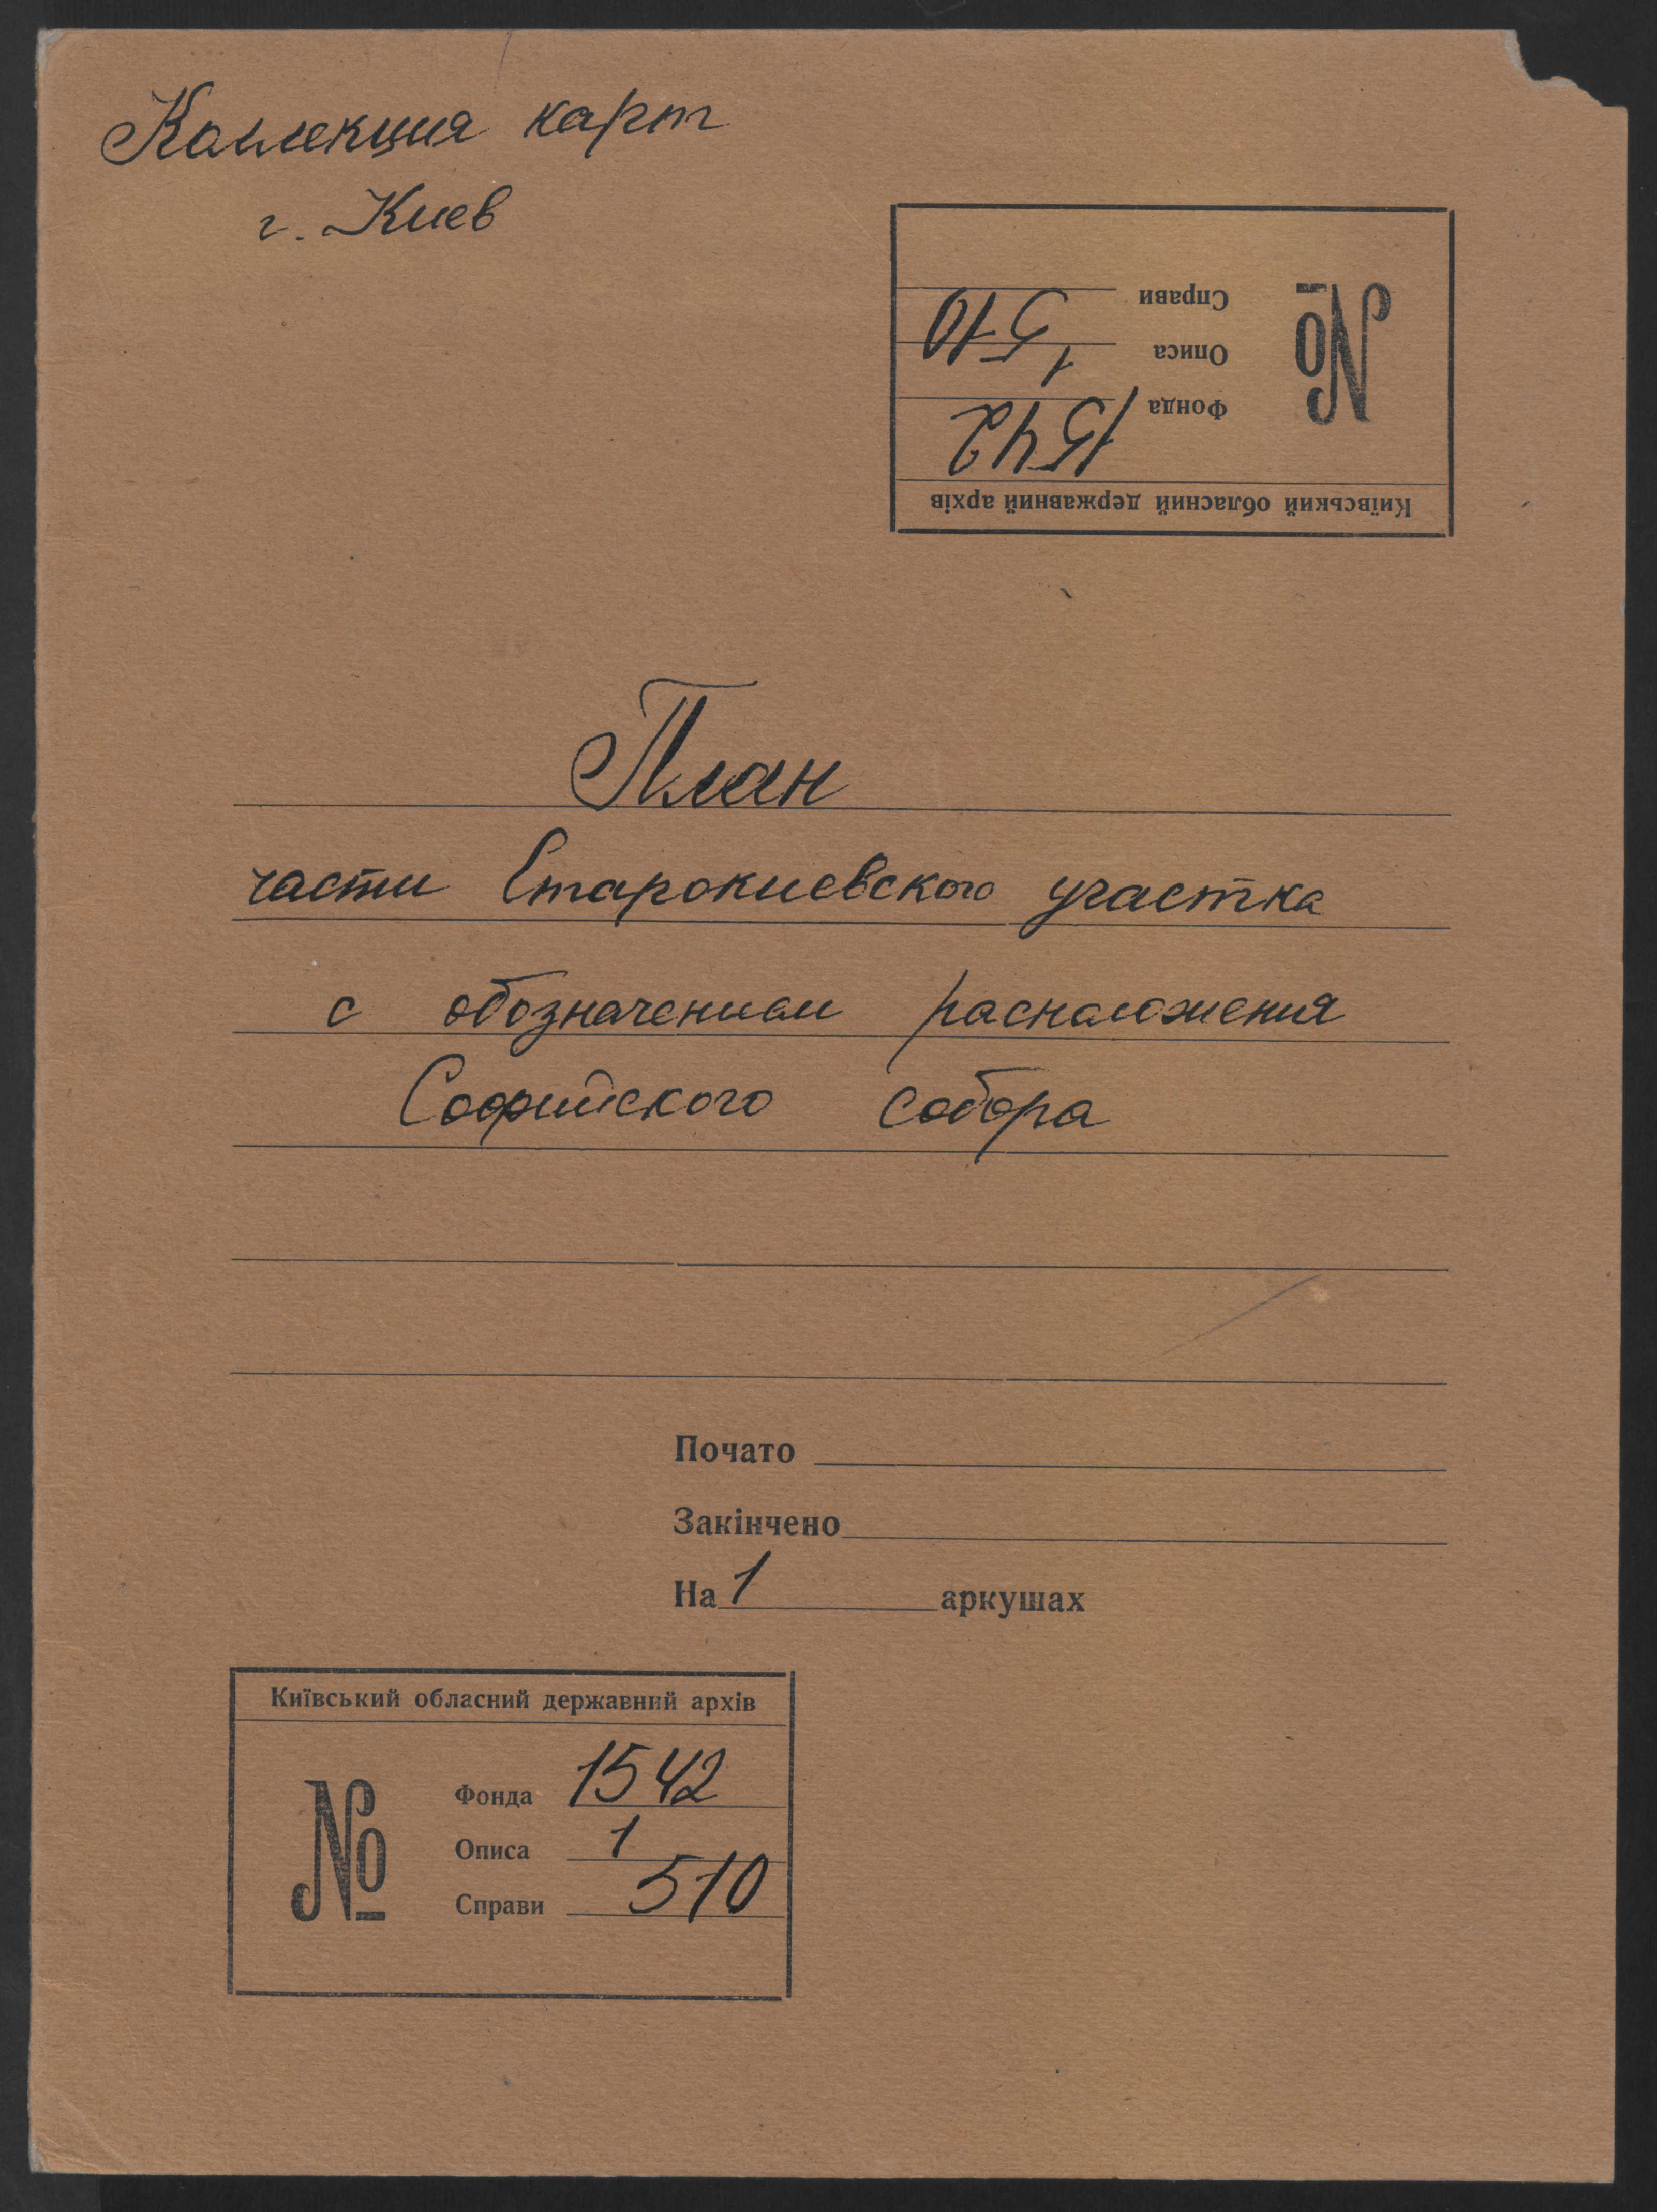 Коллекция карт
г. Киев
Київський обласний державний архів
№
Фонда 1542
Описа 1
Справи 510
План
части Старокиевского участка
с обозначением расположения
Софийского собора
Почато
Закінчено
На 1 аркушах
Київський обласний державний архів
№
Фонда 1542
Описа 1
Справи 510